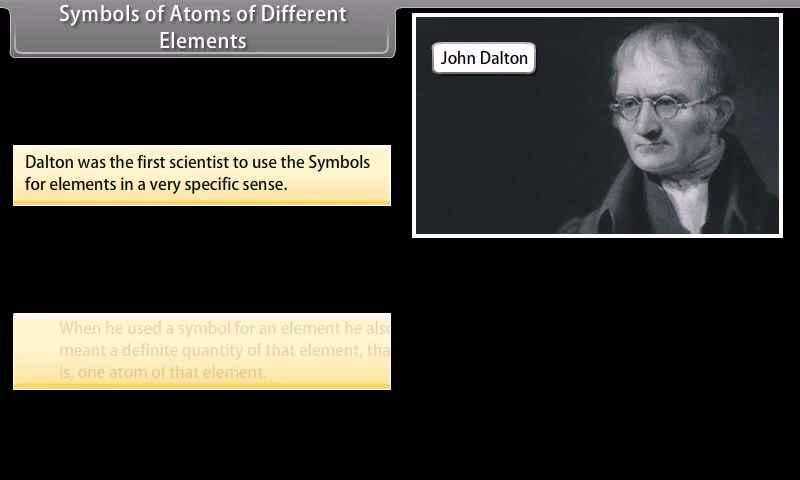 Symbols of Atoms of Different
Elements
John Dalton
Dalton was the first scientist to use the Symbols
for elements in a very specific sense.
When he used a symbol for an element he also
meant a definite quantity of that element, tha
is, one atom of that element.